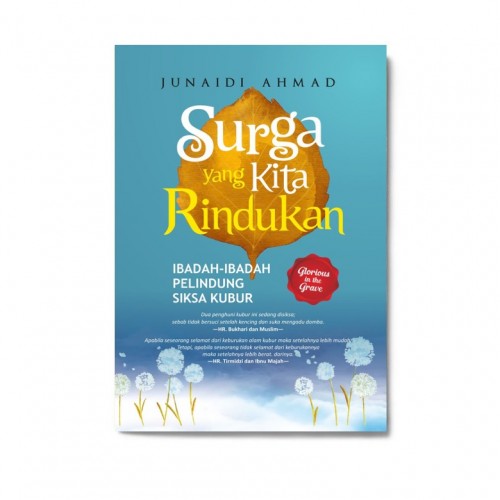 JUNAIDI AHMAD
Surga
yang Kita
Rindukan
IBADAH-IBADAH
PELINDUNG
SIKSA KUBUR
Glorious
in the
Grave
Dua penghuni kubur ini sedang disiksa;
sebab tidak bersuci setelah kencing dan suka mengadu domba.
—HR. Bukhari dan Muslim—
Apabila seseorang selamat dari keburukan alam kubur maka setelahnya lebih mudah.
Tetapi, apabila seseorang tidak selamat dari keburukannya
maka setelahnya lebih berat. darinya.
—HR. Tirmidzi dan Ibnu Majah—